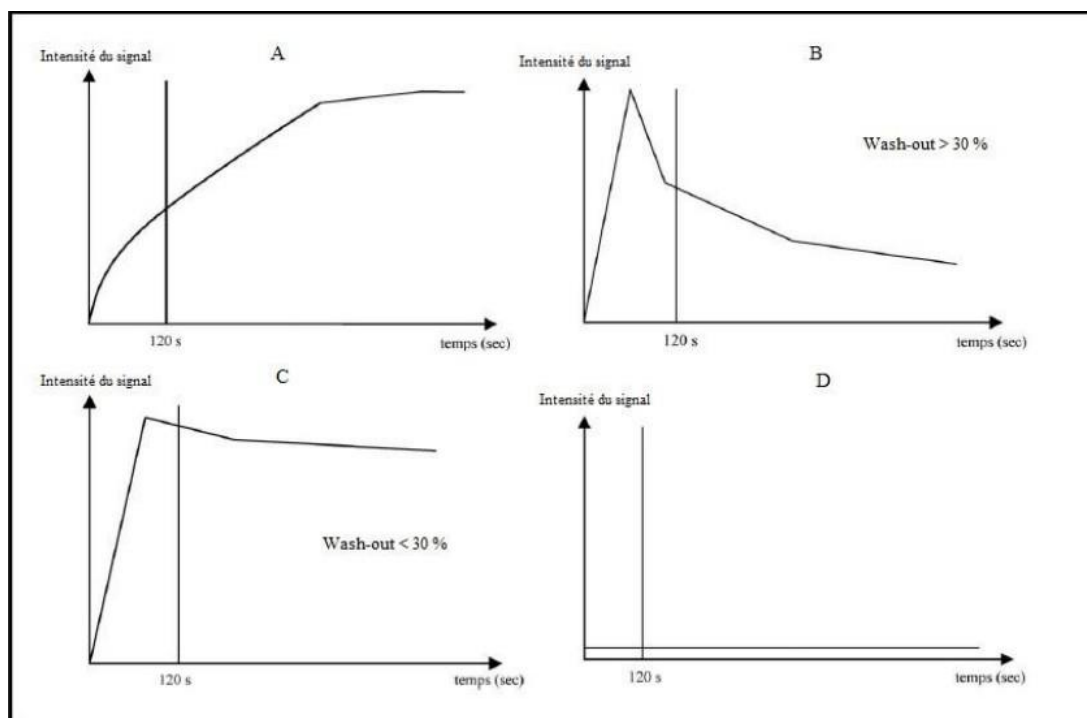 A
Intensité du signal
120 s
temps (sec)
B
Intensité du signal
Wash-out > 30 %
120 s
temps (sec)
C
Intensité du signal
Wash-out < 30 %
120 s
temps (sec)
D
Intensité du signal
120 s
temps (sec)